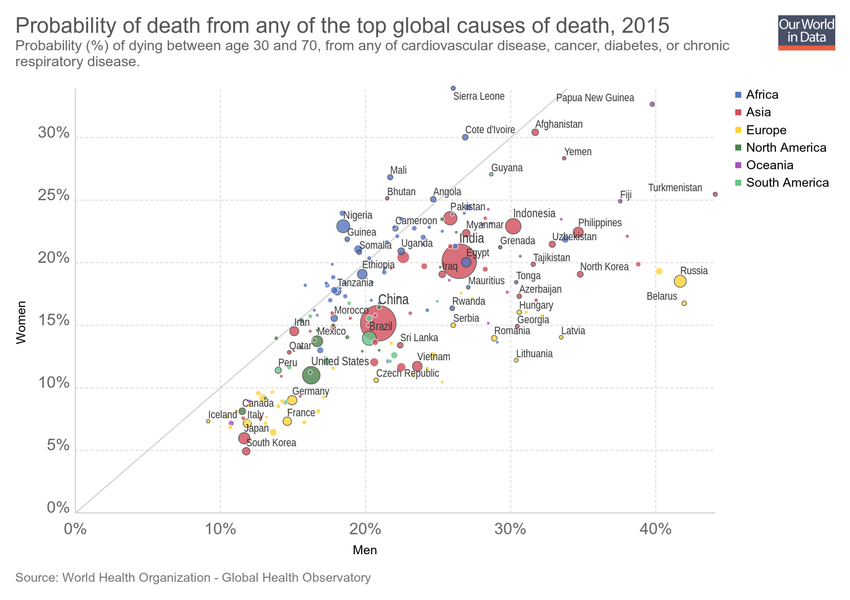 Probability of death from any of the top global causes of death, 2015
Our World
in Data
Probability (%) of dying between age 30 and 70, from any of cardiovascular disease, cancer, diabetes, or chronic
respiratory disease.
Sierra Leone
Papua New Guinea
Africa
Asia
Europe
North America
Oceania
South America
30%
Cote d'Ivoire
Afghanistan
Yemen
Mali
Guyana
25%
Bhutan
Angola
Fiji
Turkmenistan
Nigeria
Cameroon
Pakistan
Indonesia
Guinea
Myanmar
Philippines
Somalia
Uganda
India
Grenada
Uzbekistan
20%
Ethiopia
Iraq
Egypt
Tajikistan
North Korea
Russia
Tanzania
Mauritius
Tonga
Azerbaijan
Belarus
China
Morocco
Rwanda
Hungary
15%
Iran
Brazil
Serbia
Georgia
Mexico
Sri Lanka
Romania
Latvia
Qatar
Peru
United States
Vietnam
Lithuania
10%
Czech Republic
Germany
Canada
Iceland
Italy
France
Japan
5%
South Korea
0%
Women
0%
10%
20%
30%
40%
Men
Source: World Health Organization - Global Health Observatory